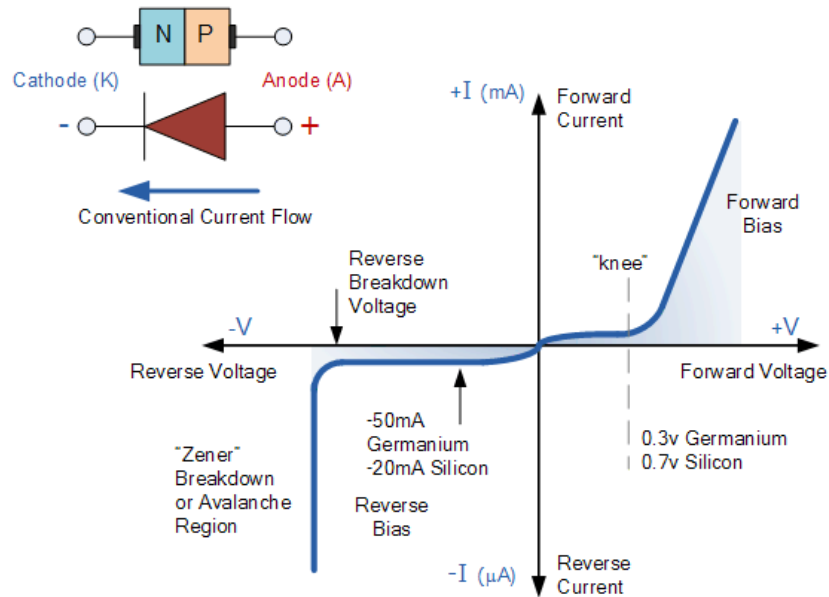 N P
Cathode (K)
Anode (A)
- +
Conventional Current Flow
+I (mA)
Forward
Current
Forward
Bias
"knee"
Reverse
Breakdown
Voltage
-V
+V
Reverse Voltage
Forward Voltage
-50mA
Germanium
-20mA Silicon
0.3v Germanium
0.7v Silicon
"Zener"
Breakdown
or Avalanche
Region
Reverse
Bias
-I (µA)
Reverse
Current